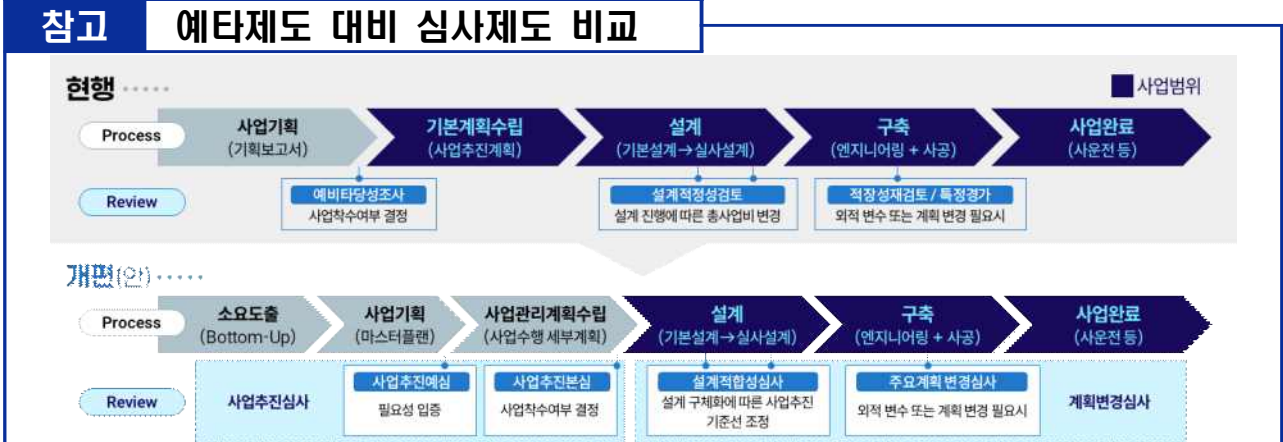 참고 예타제도 대비 심사제도 비교
현행 사업범위
Process
사업기획
(기획보고서)
기본계획수립
(사업추진계획)
설계
(기본설계→실사설계)
구축
(엔지니어링 + 사공)
사업완료
(사운전 등)
Review
예비타당성조사
사업착수여부 결정
설계적정성검토
설계 진행에 따른 총사업비 변경
적장성재검토 / 특정경가
외적 변수 또는 계획 변경 필요시
개편(안)
Process
소요도출
(Bottom-Up)
사업기획
(마스터플랜)
사업관리계획수립
(사업수행 세부계획)
설계
(기본설계→실사설계)
구축
(엔지니어링 + 사공)
사업완료
(사운전 등)
Review
사업추진심사
사업추진예심
필요성 입증
사업추진본심
사업착수여부 결정
설계적합성심사
설계 구체화에 따른 사업추진
기준선 조정
주요계획 변경심사
외적 변수 또는 계획 변경 필요시
계획변경심사